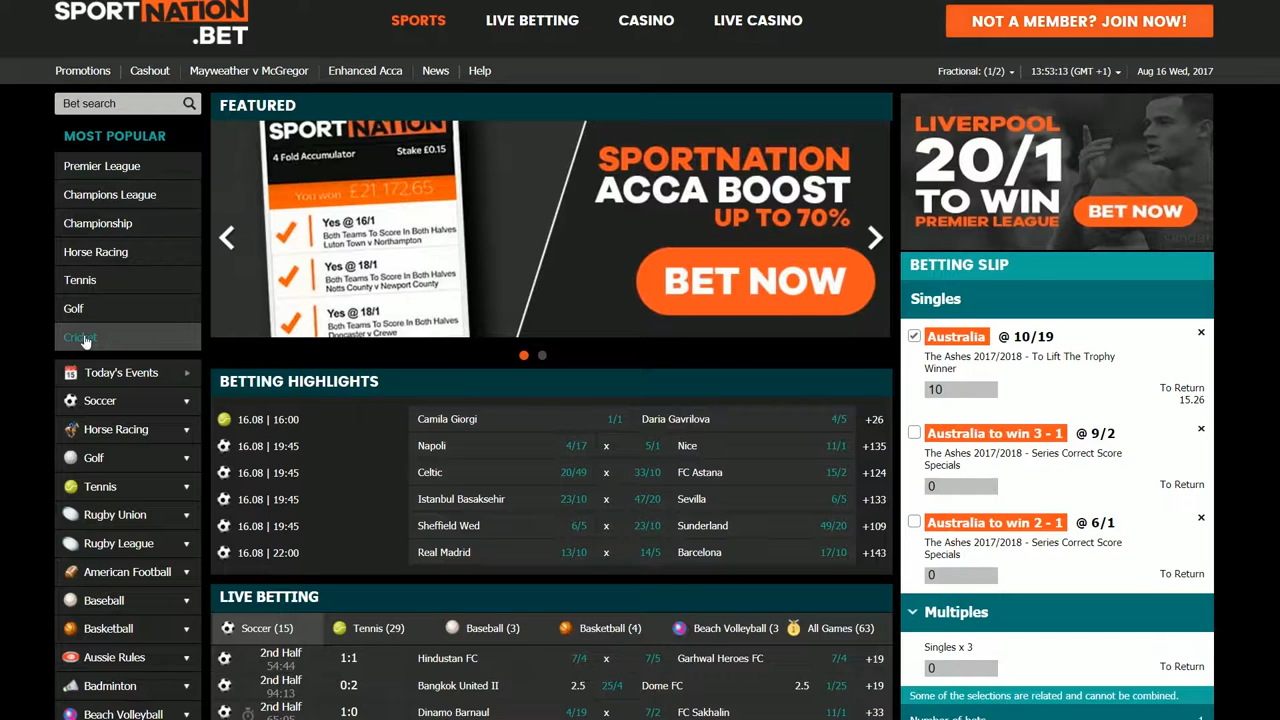 SPORTNATION
.BET
SPORTS
LIVE BETTING
CASINO
LIVE CASINO
NOT A MEMBER? JOIN NOW!
Promotions
Cashout
Mayweather v McGregor
Enhanced Acca
News
Help
Fractional: (1/2)
13:53:13 (GMT +1)
Aug 16 Wed, 2017
Bet search
MOST POPULAR
Premier League
Champions League
Championship
Horse Racing
Tennis
Golf
Cricket
15 Today's Events
Soccer
Horse Racing
Golf
Tennis
Rugby Union
Rugby League
American Football
Baseball
Basketball
Aussie Rules
Badminton
Beach Volleyball
FEATURED
SPORTNATION
4 Fold Accumulator Stake £0.15
You won £21 172.65
Yes @ 16/1
Both Teams To Score In Both Halves
Luton Town v Northampton
Yes @ 18/1
Both Teams To Score In Both Halves
Notts County v Newport County
Yes @ 18/1
Both Teams To Score In Both Halves
Doncaster v Crewe
SPORTNATION
ACCA BOOST
UP TO 70%
BET NOW
BETTING HIGHLIGHTS
16.08 | 16:00 Camila Giorgi 1/1 Daria Gavrilova 4/5 +26
16.08 | 19:45 Napoli 4/17 x 5/1 Nice 11/1 +135
16.08 | 19:45 Celtic 20/49 x 33/10 FC Astana 15/2 +124
16.08 | 19:45 Istanbul Basaksehir 23/10 x 47/20 Sevilla 6/5 +133
16.08 | 19:45 Sheffield Wed 6/5 x 23/10 Sunderland 49/20 +109
16.08 | 22:00 Real Madrid 13/10 x 14/5 Barcelona 17/10 +143
LIVE BETTING
Soccer (15) Tennis (29) Baseball (3) Basketball (4) Beach Volleyball (3 All Games (63)
2nd Half
54:44 1:1 Hindustan FC 7/4 x 7/5 Garhwal Heroes FC 7/4 +19
2nd Half
94:13 0:2 Bangkok United II 2.5 25/4 Dome FC 2.5 1/25 +19
2nd Half
1:0 Dinamo Barnaul 4/19 x 7/2 FC Sakhalin 11/1 +33
LIVERPOOL
20/1
TO WIN
PREMIER LEAGUE
BET NOW
BETTING SLIP
Singles
Australia @ 10/19
The Ashes 2017/2018 - To Lift The Trophy
Winner
10
To Return
15.26
Australia to win 3 - 1 @ 9/2
The Ashes 2017/2018 - Series Correct Score
Specials
0
To Return
Australia to win 2 - 1 @ 6/1
The Ashes 2017/2018 - Series Correct Score
Specials
0
To Return
Multiples
Singles x 3
0
To Return
Some of the selections are related and cannot be combined.
Number of bets 1